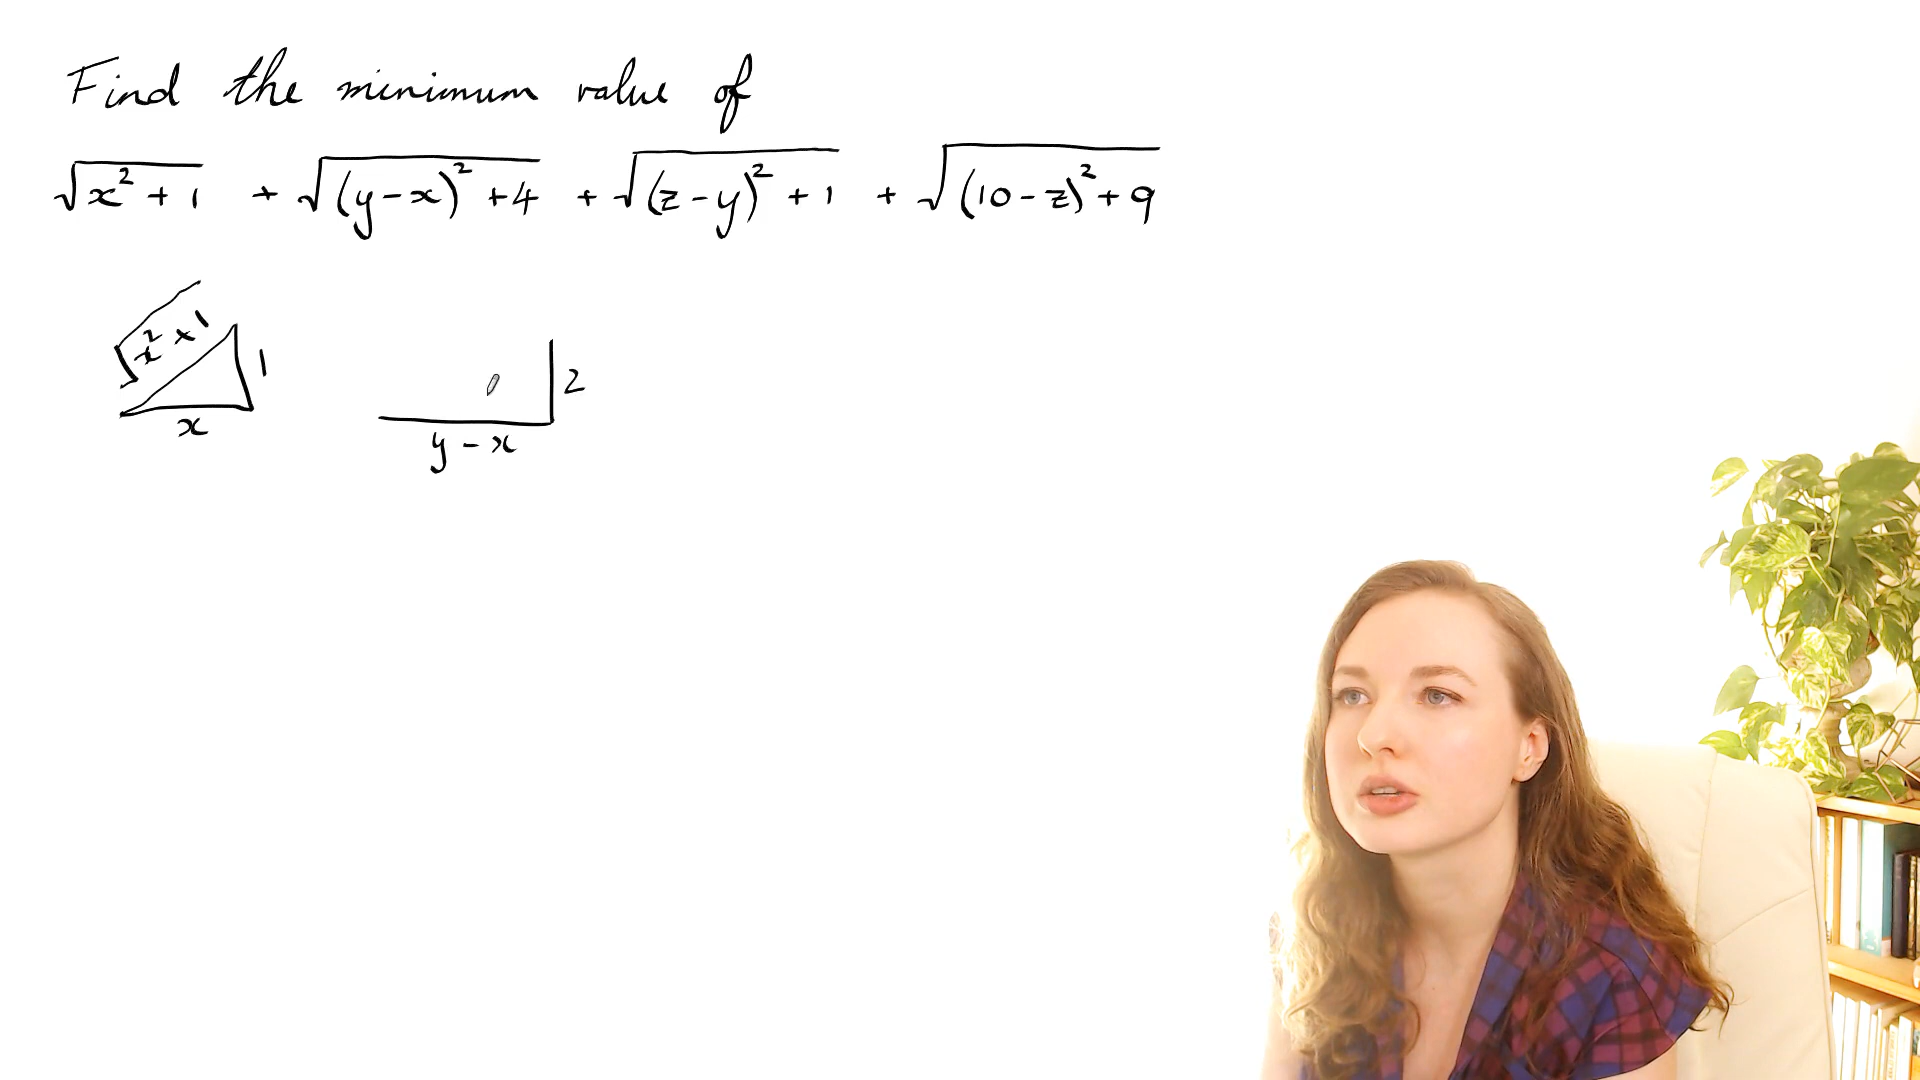 Find the minimum value of
√(x² + 1) + √((y-x)² + 4) + √((z-y)² + 1) + √((10-z)² + 9)
√(x² + 1)
1
x
2
y - x